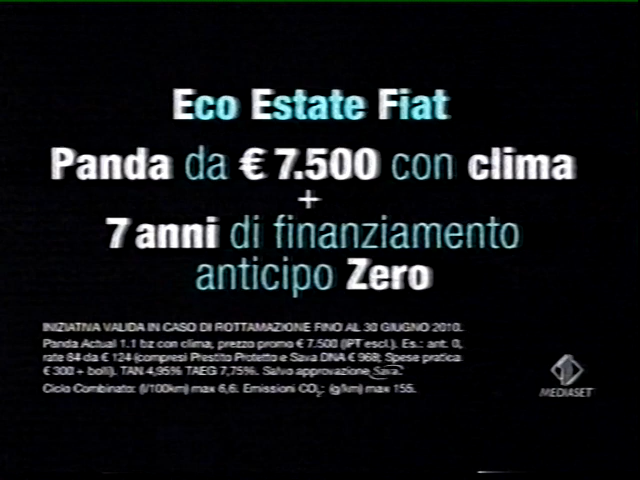 Eco Estate Fiat
Panda da € 7.500 con clima
+
7 anni di finanziamento
anticipo Zero
INIZIATIVA VALIDA IN CASO DI ROTTAMAZIONE FINO AL 30 GIUGNO 2010.
Panda Actual 1.1 bz con clima, prezzo promo € 7.500 (IPT escl.). Es.: ant. 0,
rate 84 da € 124 (compresi Prestito Protetto e Sava DNA € 968; Spese pratica
€ 300 + bolli). TAN 4,95% TAEG 7,75%. Salvo approvazione Sava.
Ciclo Combinato: (l/100km) max 6,6. Emissioni CO₂: (g/km) max 155.
MEDIASET